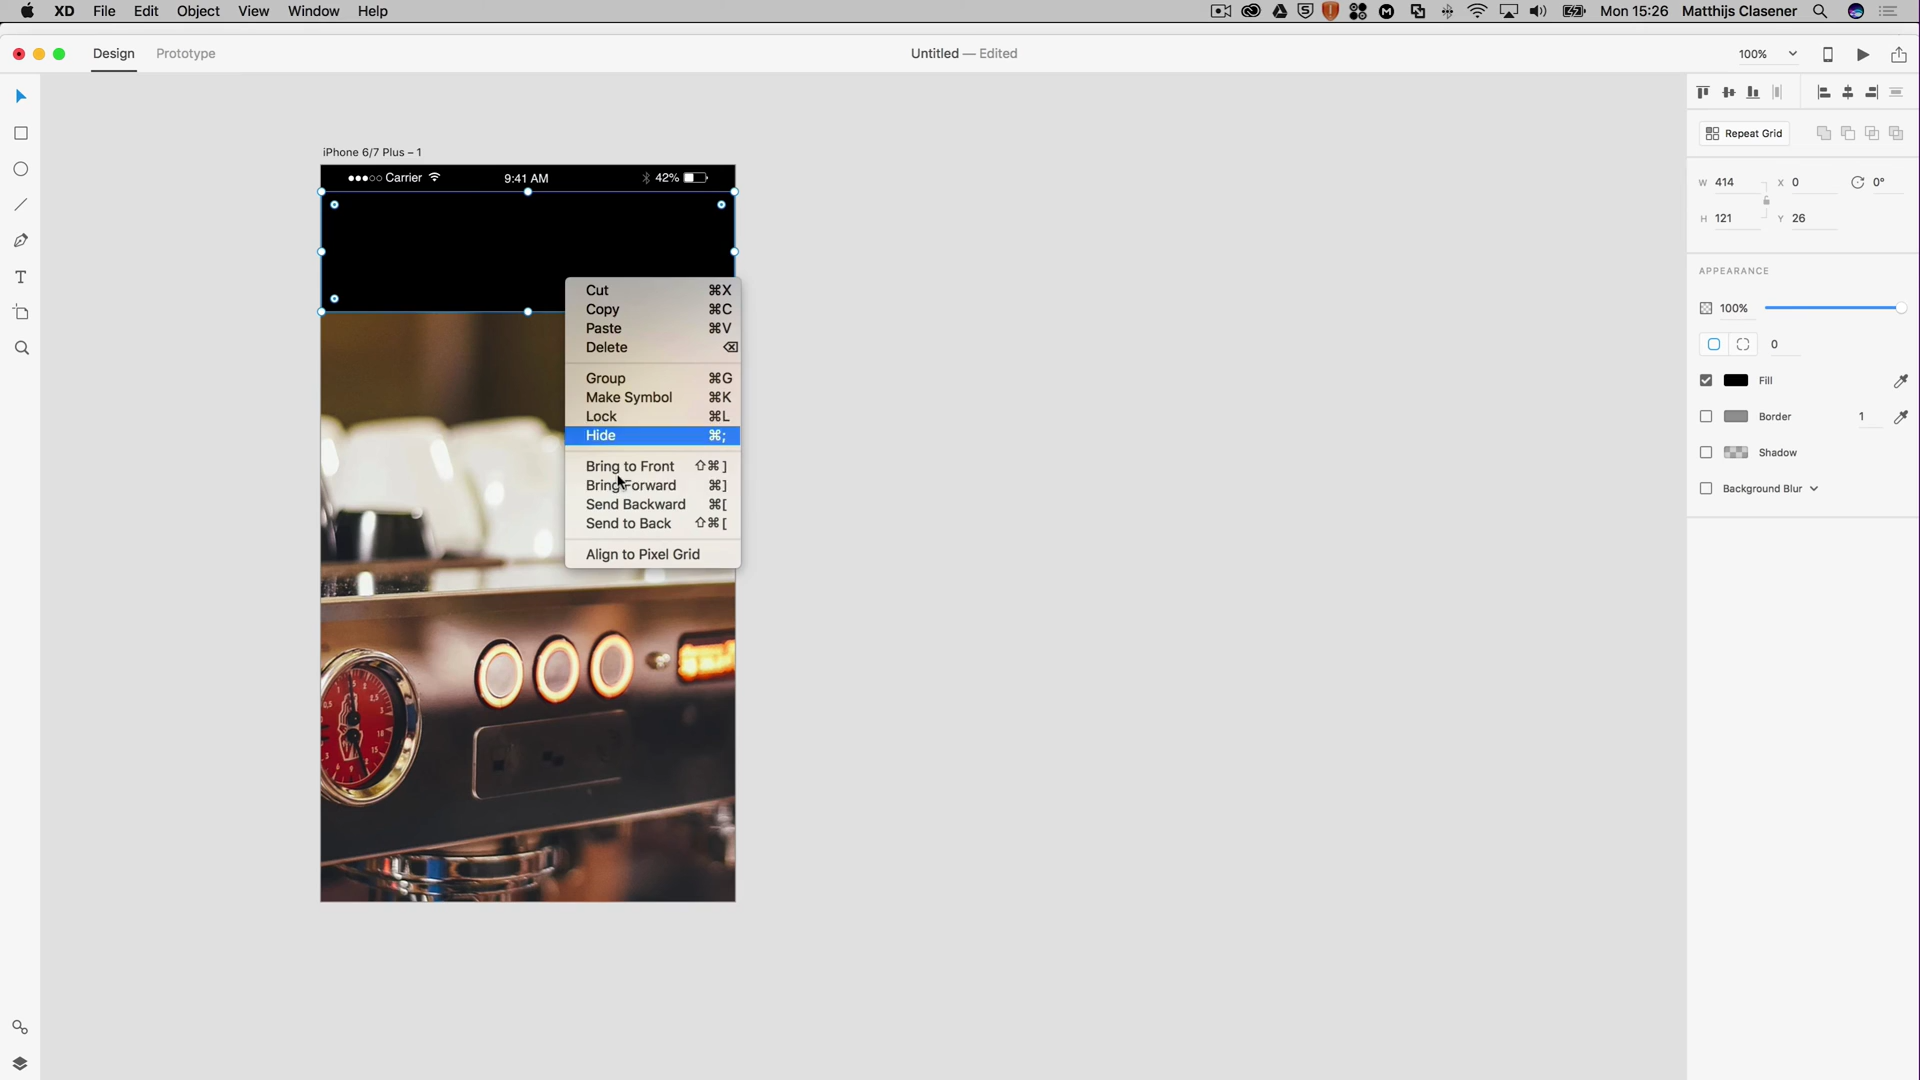 XD File Edit Object View Window Help
Mon 15:26 Matthijs Clasener
Design Prototype
Untitled — Edited
100%
iPhone 6/7 Plus – 1
Carrier 9:41 AM 42%
Cut ⌘X
Copy ⌘C
Paste ⌘V
Delete ⌫
Group ⌘G
Make Symbol ⌘K
Lock ⌘L
Hide ⌘;
Bring to Front ⇧⌘]
Bring Forward ⌘]
Send Backward ⌘[
Send to Back ⇧⌘[
Align to Pixel Grid
Repeat Grid
W 414 X 0 0°
H 121 Y 26
APPEARANCE
100%
0
Fill
Border 1
Shadow
Background Blur